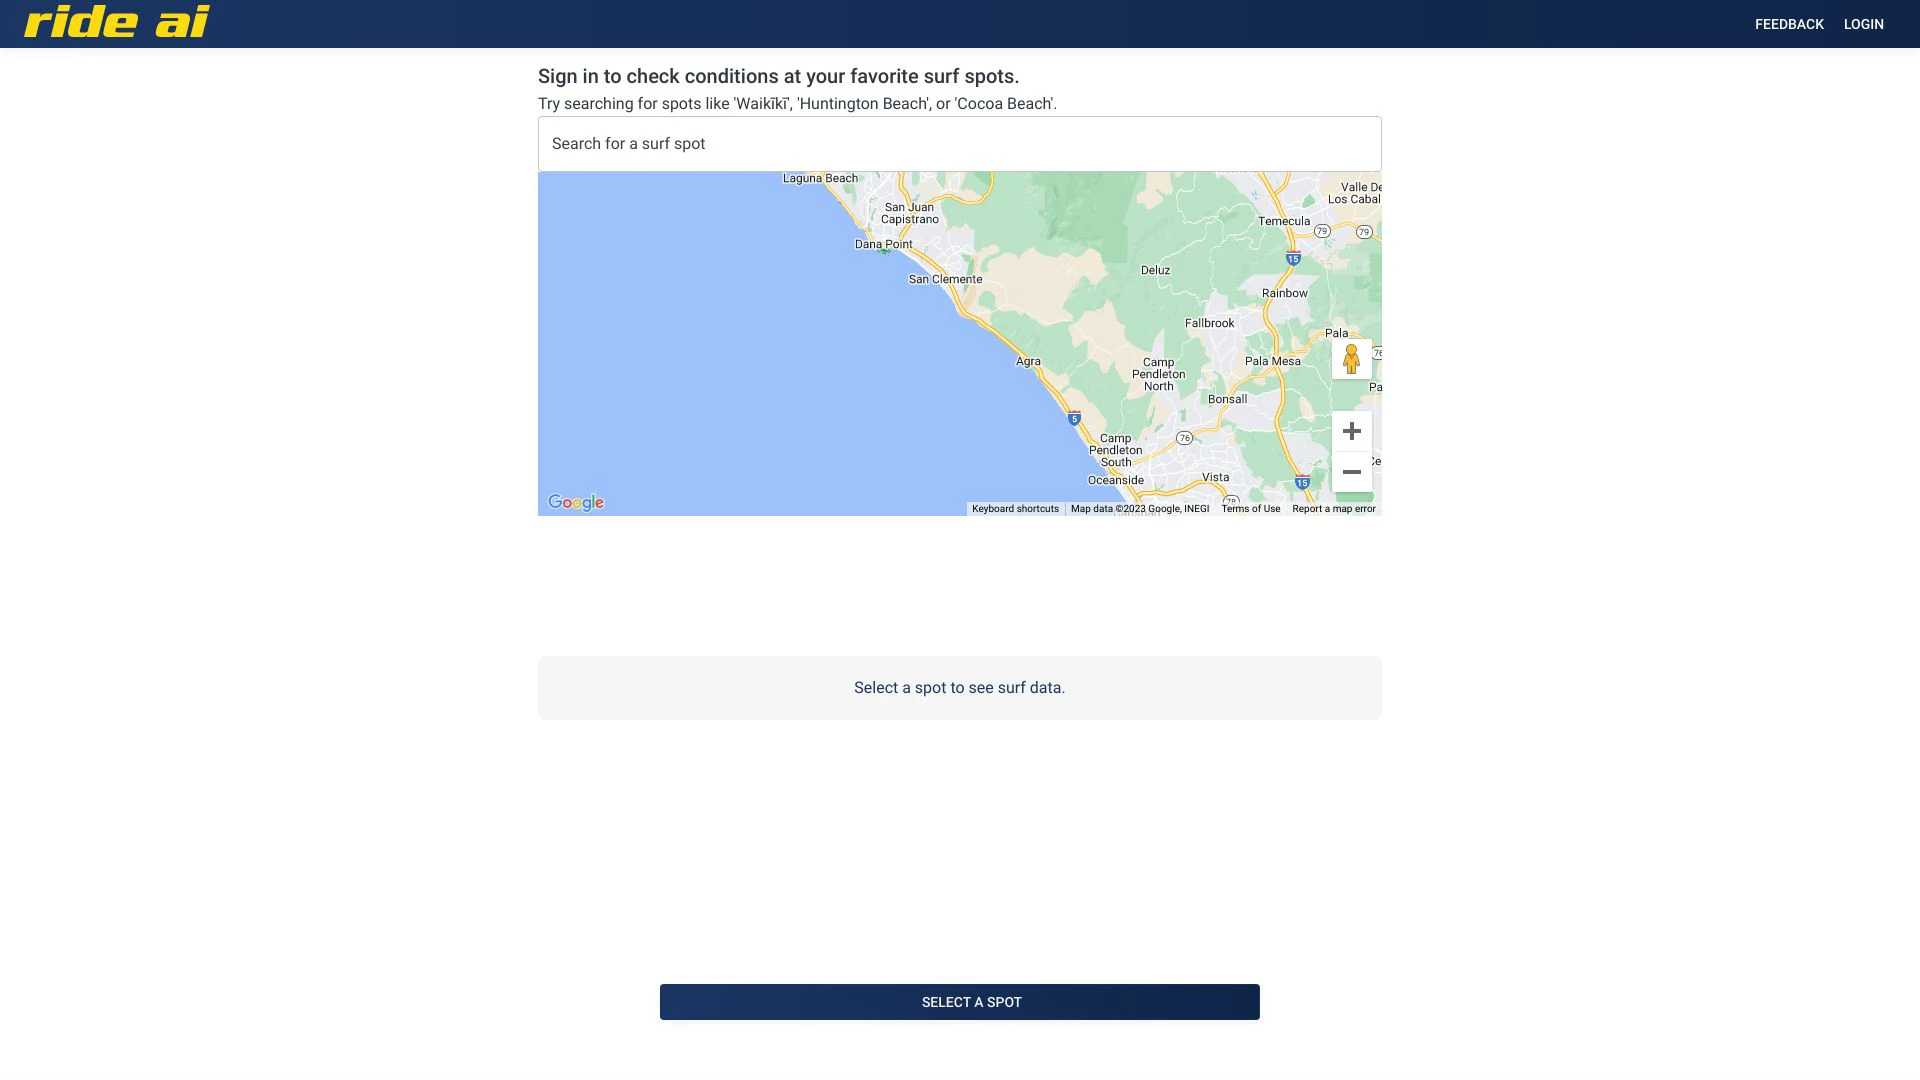 ride ai
FEEDBACK
LOGIN
Sign in to check conditions at your favorite surf spots.
Try searching for spots like 'Waikīkī', 'Huntington Beach', or 'Cocoa Beach'.
Search for a surf spot
Laguna Beach
San Juan
Capistrano
Dana Point
San Clemente
Valle De
Los Cabal
Temecula
79
79
15
Deluz
Rainbow
Fallbrook
Pala
76
Agra
Camp
Pendleton
North
Pala Mesa
Pa
Bonsall
5
Camp
Pendleton
South
76
Ce
Oceanside
Vista
15
78
Google
Keyboard shortcuts
Map data ©2023 Google, INEGI
Terms of Use
Report a map error
Select a spot to see surf data.
SELECT A SPOT